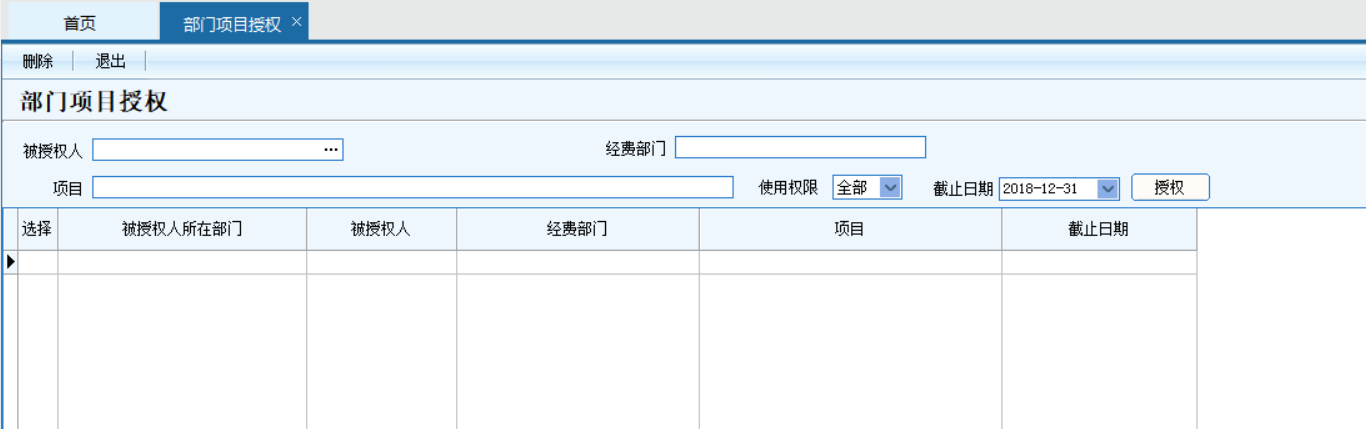 首页 部门项目授权 ×
删除 退出
部门项目授权
被授权人 ... 经费部门
项目 使用权限 全部 截止日期 2018-12-31 授权
选择 被授权人所在部门 被授权人 经费部门 项目 截止日期